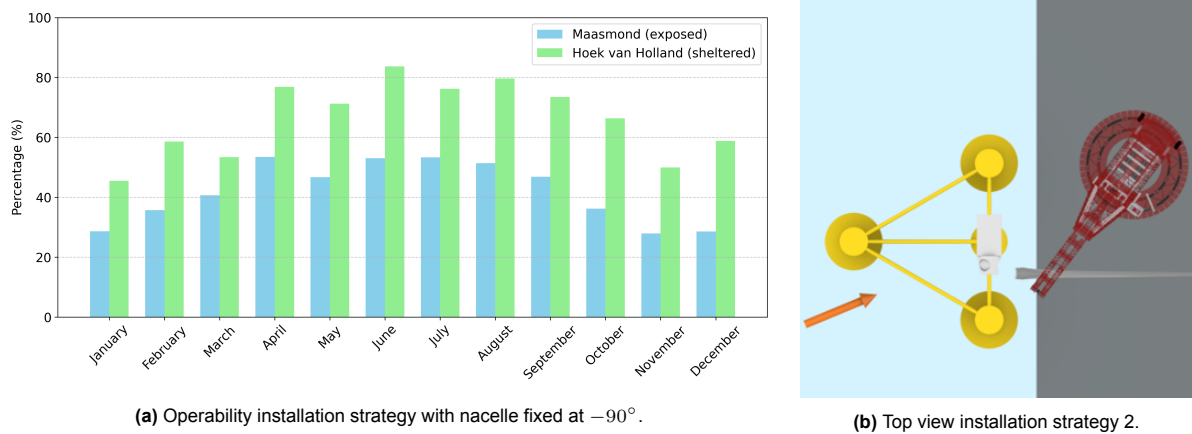 Percentage (%)
100
80
60
40
20
0
Maasmond (exposed)
Hoek van Holland (sheltered)
January
February
March
April
May
June
July
August
September
October
November
December
(a) Operability installation strategy with nacelle fixed at −90°.
(b) Top view installation strategy 2.